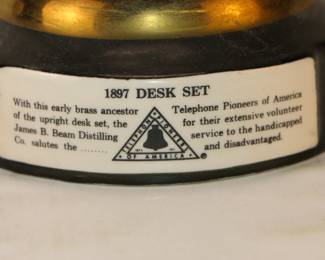 1897 DESK SET
With this early brass ancestor
of the upright desk set, the
James B. Beam Distilling
Co. salutes the ........
TELEPHONE PIONEERS
OF AMERICA
®
Telephone Pioneers of America
for their extensive volunteer
service to the handicapped
and disadvantaged.